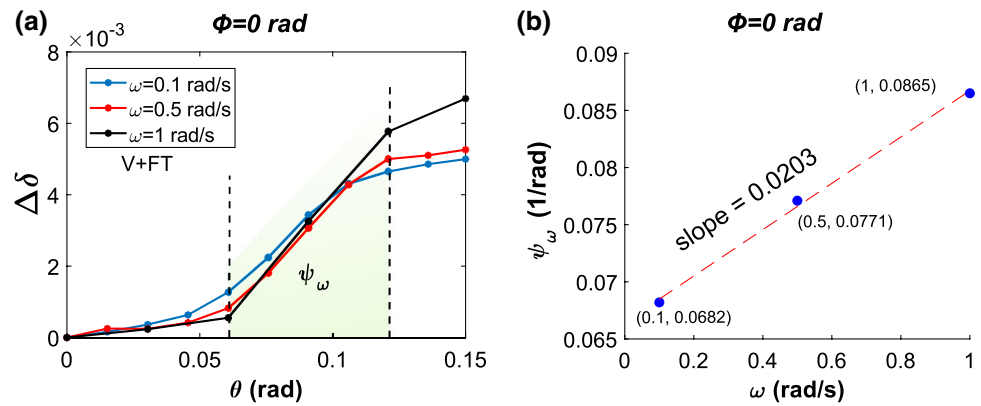 (a)
Φ=0 rad
×10⁻³
8
6
4
2
0
Δδ
ω=0.1 rad/s
ω=0.5 rad/s
ω=1 rad/s
V+FT
ψω
0
0.05
0.1
0.15
θ (rad)
(b)
Φ=0 rad
0.09
0.085
0.08
0.075
0.07
0.065
ψω (1/rad)
(1, 0.0865)
slope = 0.0203
(0.5, 0.0771)
(0.1, 0.0682)
0
0.2
0.4
0.6
0.8
1
ω (rad/s)